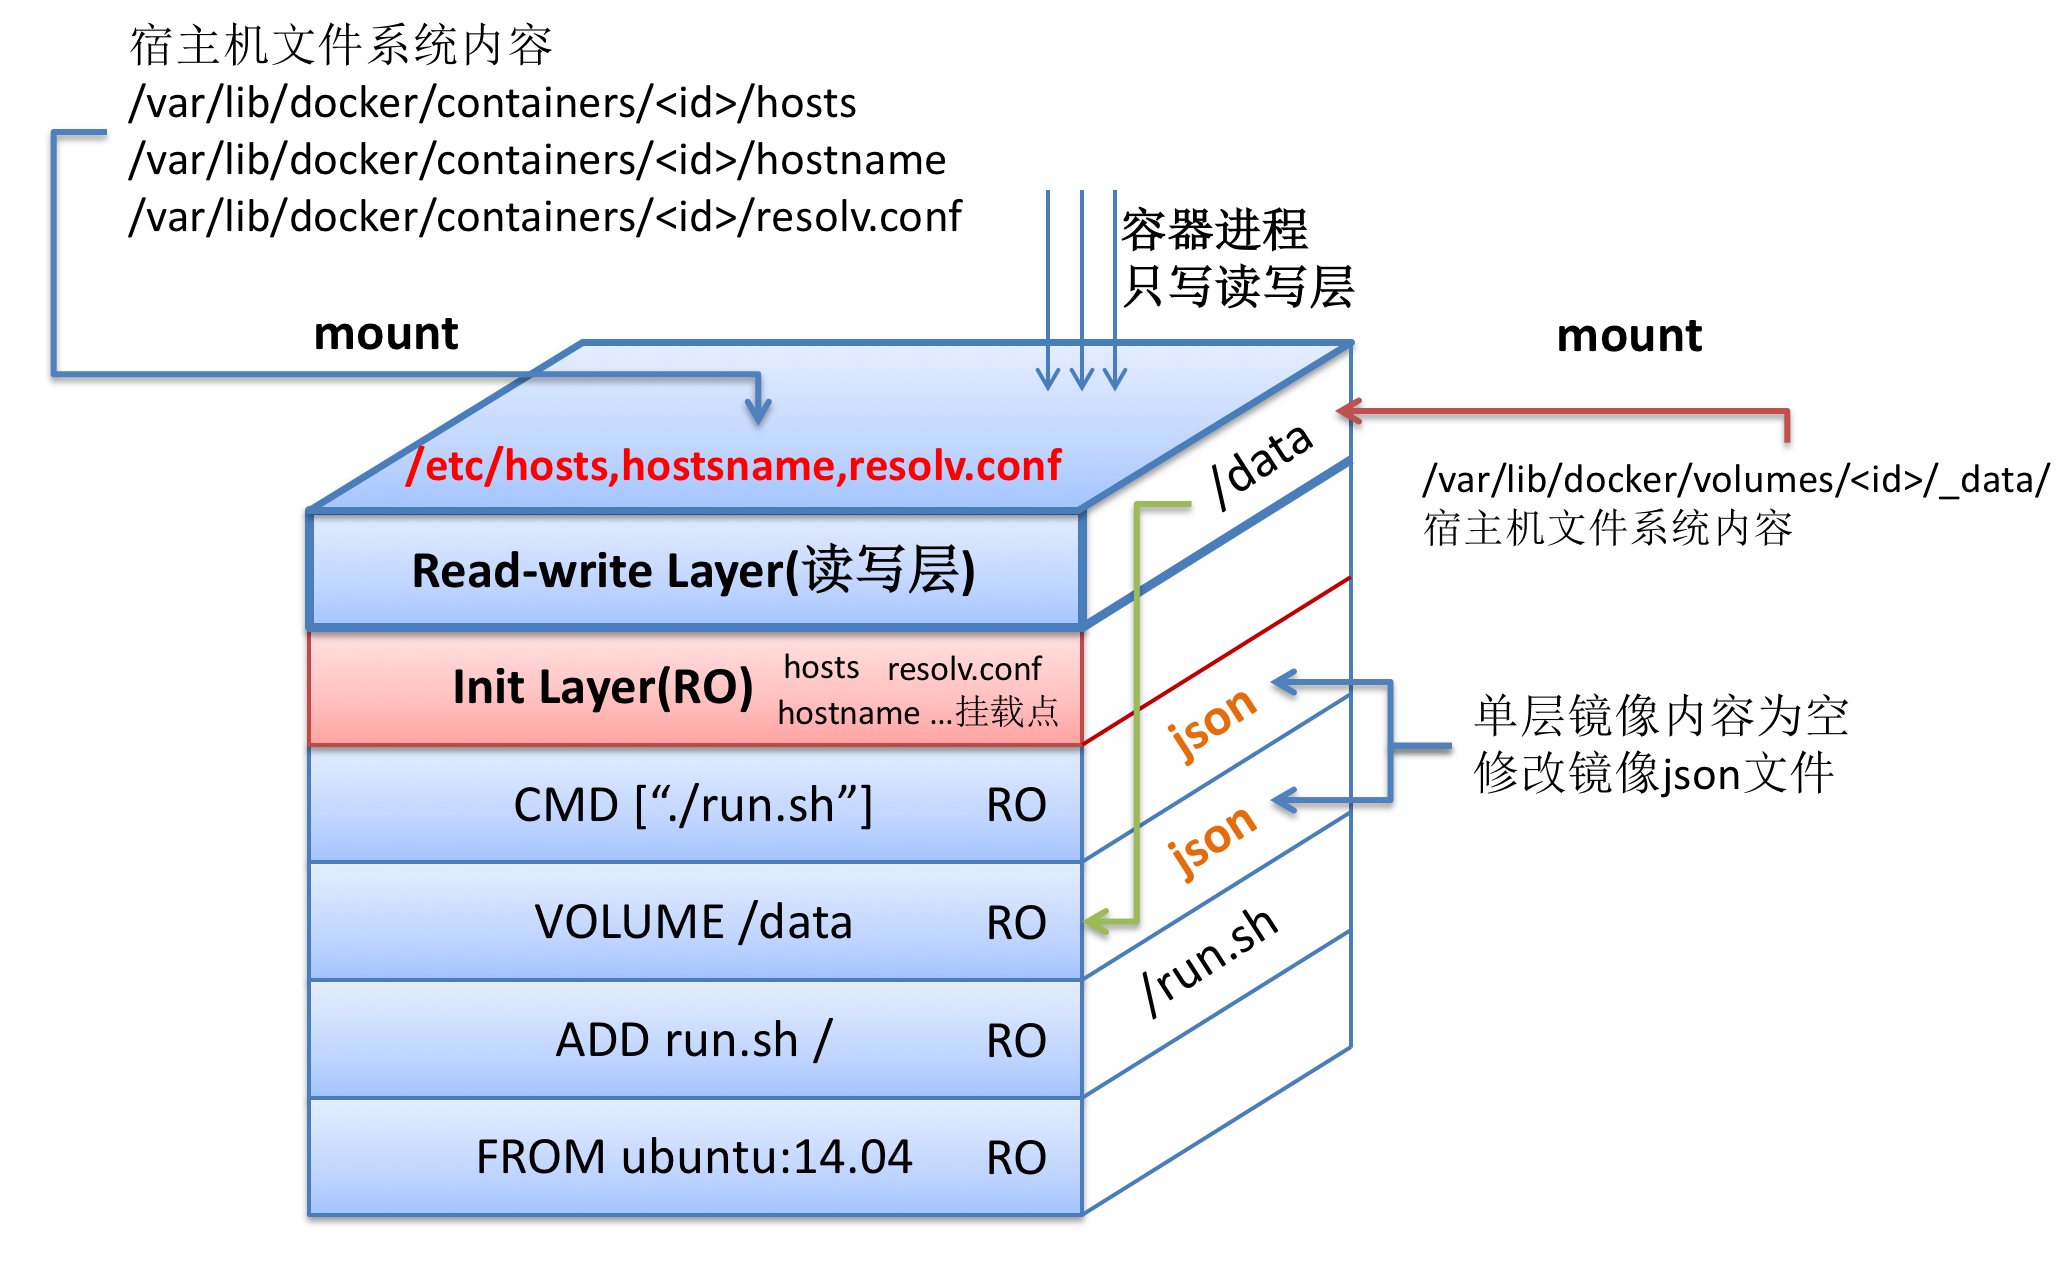 宿主机文件系统内容
/var/lib/docker/containers/<id>/hosts
/var/lib/docker/containers/<id>/hostname
/var/lib/docker/containers/<id>/resolv.conf
容器进程
只写读写层
mount
mount
/etc/hosts,hostsname,resolv.conf
/data
/var/lib/docker/volumes/<id>/_data/
宿主机文件系统内容
Read-write Layer(读写层)
Init Layer(RO)
hosts resolv.conf
hostname ...挂载点
json
单层镜像内容为空
修改镜像json文件
CMD [“./run.sh”] RO
json
VOLUME /data RO
/run.sh
ADD run.sh / RO
FROM ubuntu:14.04 RO